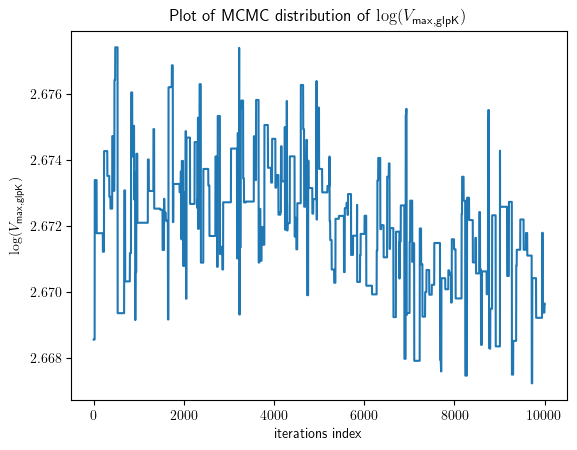 Plot of MCMC distribution of log(V_max,glpK)
log(V_max,glpK)
2.676
2.674
2.672
2.670
2.668
0 2000 4000 6000 8000 10000
iterations index